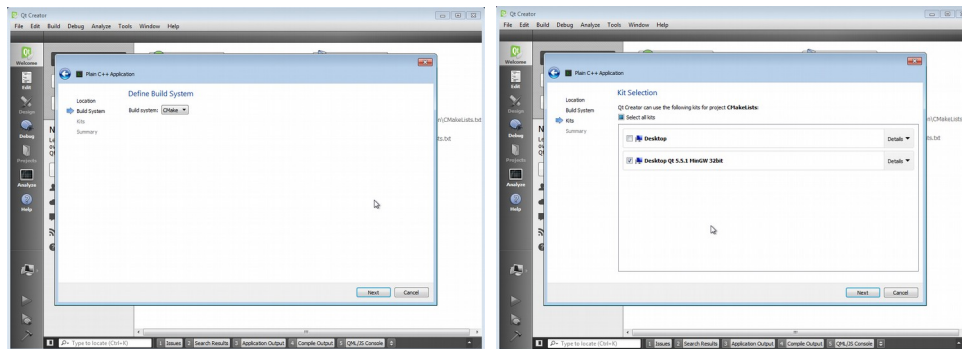 Qt Creator
File Edit Build Debug Analyze Tools Window Help
Welcome
Edit
Design
Debug
Projects
Analyze
Help
Plain C++ Application
Location
Build System
Kits
Summary
Define Build System
Build system: CMake
Next Cancel
n\CMakeLists.txt
ts.txt
Type to locate (Ctrl+K) 1 Issues 2 Search Results 3 Application Output 4 Compile Output 5 QML/JS Console
Qt Creator
File Edit Build Debug Analyze Tools Window Help
Welcome
Edit
Design
Debug
Projects
Analyze
Help
Plain C++ Application
Location
Build System
Kits
Summary
Kit Selection
Qt Creator can use the following kits for project CMakeLists:
Select all kits
Desktop Details
Desktop Qt 5.5.1 MinGW 32bit Details
Next Cancel
n\CMakeLists
ts.txt
Type to locate (Ctrl+K) 1 Issues 2 Search Results 3 Application Output 4 Compile Output 5 QML/JS Console